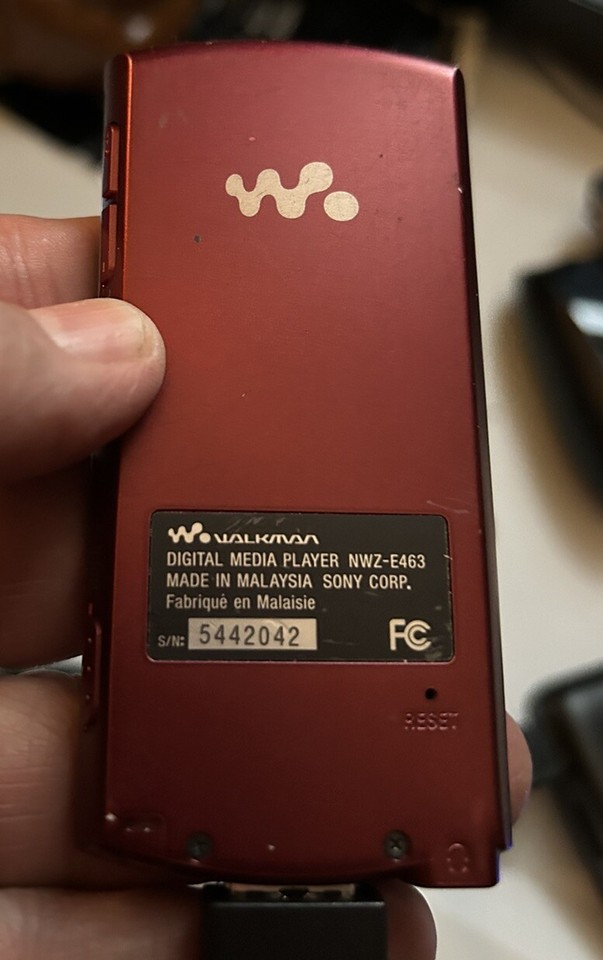 WALKMAN
DIGITAL MEDIA PLAYER NWZ-E463
MADE IN MALAYSIA SONY CORP.
Fabriqué en Malaisie
S/N: 5442042
FC
RESET